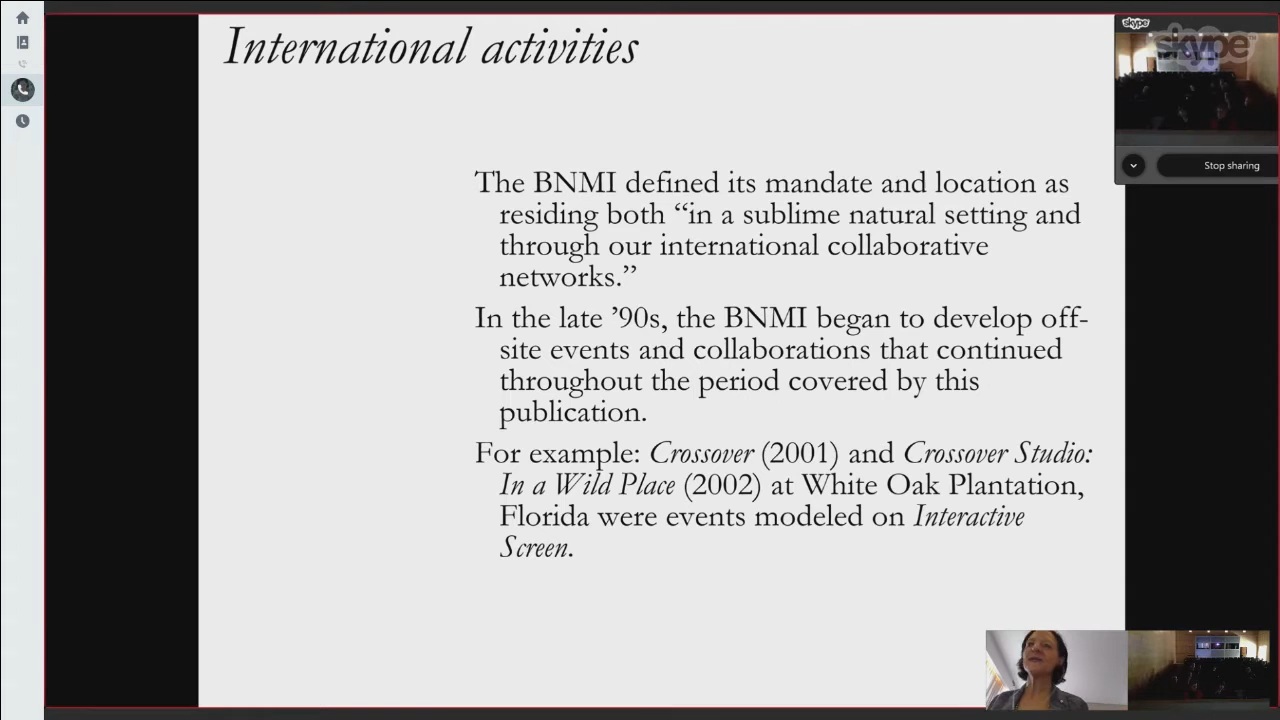 International activities
skype
skype
Stop sharing
The BNMI defined its mandate and location as
residing both “in a sublime natural setting and
through our international collaborative
networks.”
In the late ’90s, the BNMI began to develop off-
site events and collaborations that continued
throughout the period covered by this
publication.
For example: Crossover (2001) and Crossover Studio:
In a Wild Place (2002) at White Oak Plantation,
Florida were events modeled on Interactive
Screen.